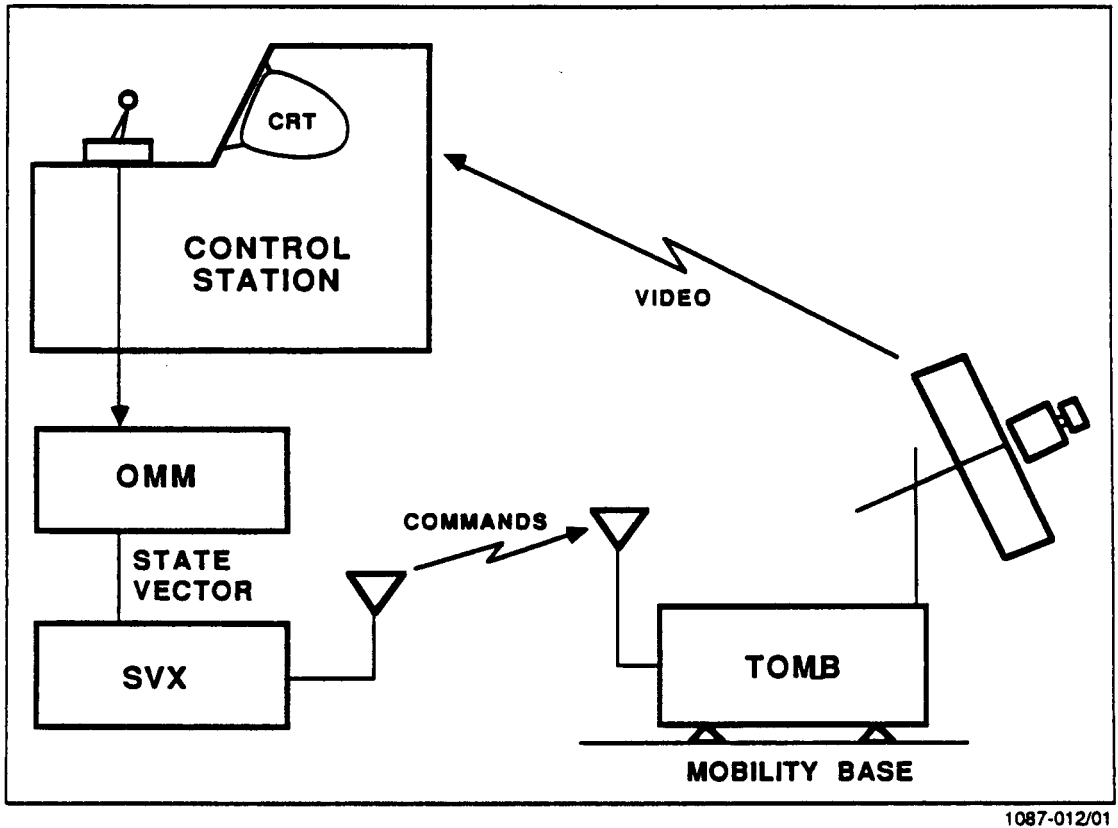 CRT
CONTROL
STATION
VIDEO
OMM
COMMANDS
STATE
VECTOR
SVX
TOMB
MOBILITY BASE
1087-012/01